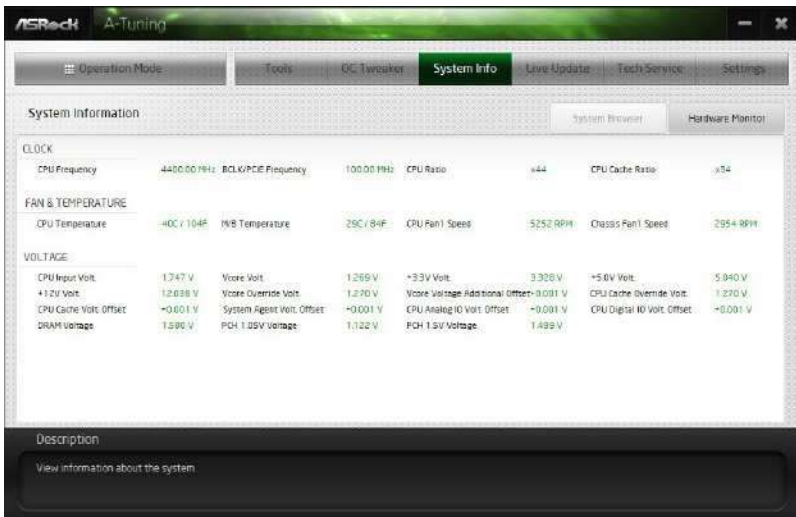 ASRock A-Tuning
Operation Mode Tools OC Tweaker System Info Live Update Tech Service Settings
System Information System Browser Hardware Monitor
CLOCK
CPU Frequency 4400.00 MHz BCLK/PCIE Frequency 100.00 MHz CPU Ratio x44 CPU Cache Ratio
FAN & TEMPERATURE
CPU Temperature 40C / 104F M/B Temperature 29C / 84F CPU Fan1 Speed 5252 RPM Chassis Fan1 Speed 2954 RPM
VOLTAGE
CPU Input Volt. 1.747 V Vcore Volt. 1.269 V +3.3V Volt. 3.328 V +5.0V Volt. 5.040 V
+12V Volt. 12.038 V Vcore Override Volt. 1.270 V Vcore Voltage Additional Offset +0.001 V CPU Cache Override Volt. 1.270 V
CPU Cache Volt. Offset +0.001 V System Agent Volt. Offset +0.001 V CPU Analog IO Volt. Offset +0.001 V CPU Digital IO Volt. Offset +0.001 V
DRAM Voltage PCH 1.05V Voltage 1.122 V PCH 1.5V Voltage 1.499 V
Description
View information about the system